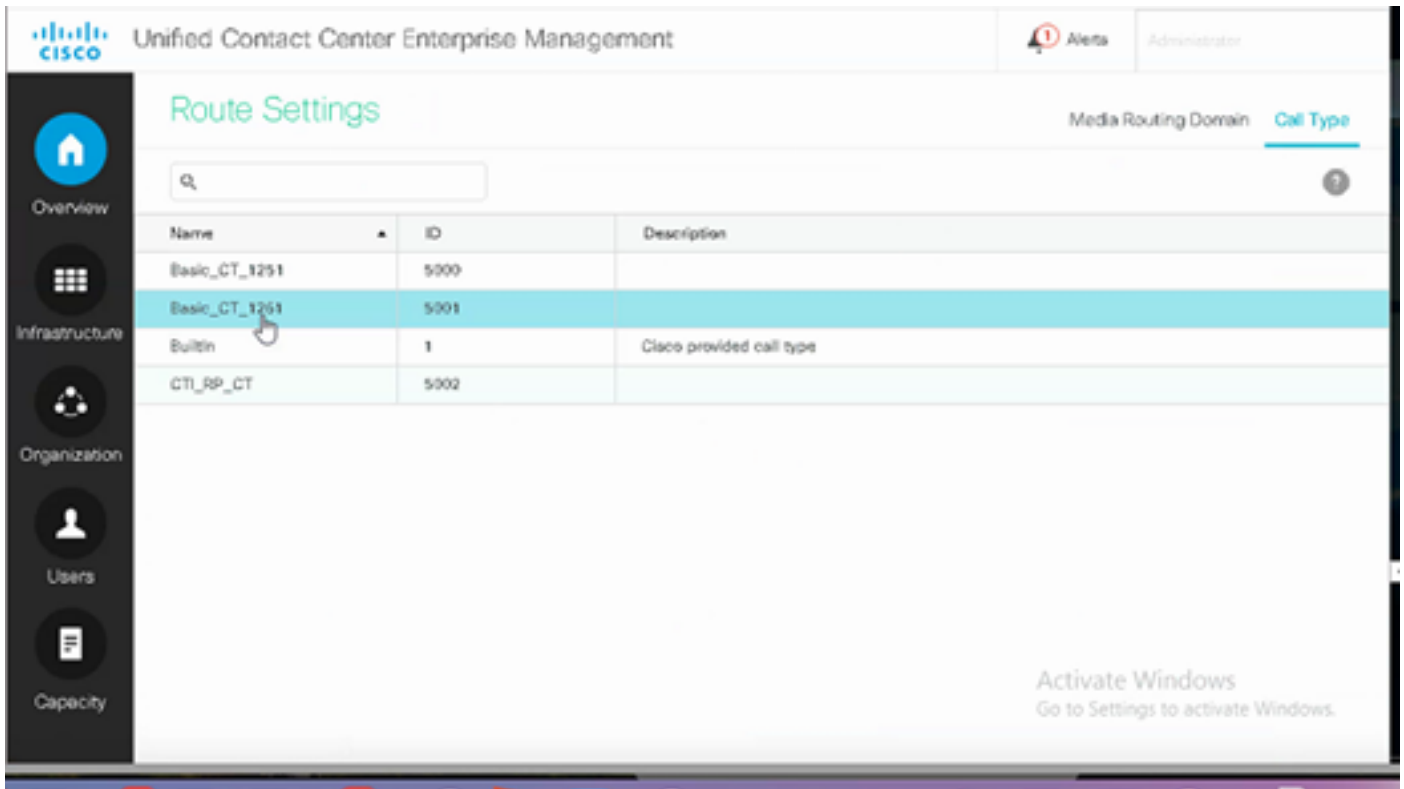 cisco Unified Contact Center Enterprise Management
1 Alerts Administrator
Route Settings
Media Routing Domain Call Type
?
Overview
Name ID Description
Basic_CT_1251 5000
Basic_CT_1261 5001
Infrastructure
BuiltIn 1 Cisco provided call type
CTI_RP_CT 5002
Organization
Users
Activate Windows
Capacity
Go to Settings to activate Windows.